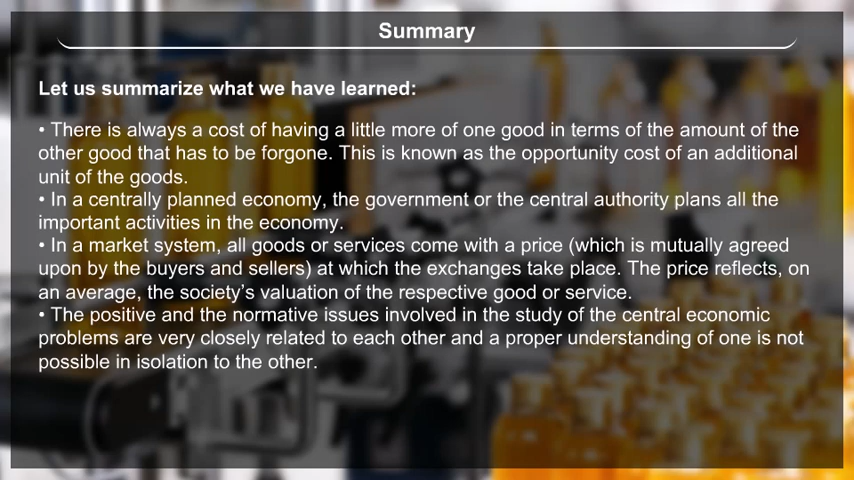 Summary
Let us summarize what we have learned:
• There is always a cost of having a little more of one good in terms of the amount of the
other good that has to be forgone. This is known as the opportunity cost of an additional
unit of the goods.
• In a centrally planned economy, the government or the central authority plans all the
important activities in the economy.
• In a market system, all goods or services come with a price (which is mutually agreed
upon by the buyers and sellers) at which the exchanges take place. The price reflects, on
an average, the society’s valuation of the respective good or service.
• The positive and the normative issues involved in the study of the central economic
problems are very closely related to each other and a proper understanding of one is not
possible in isolation to the other.